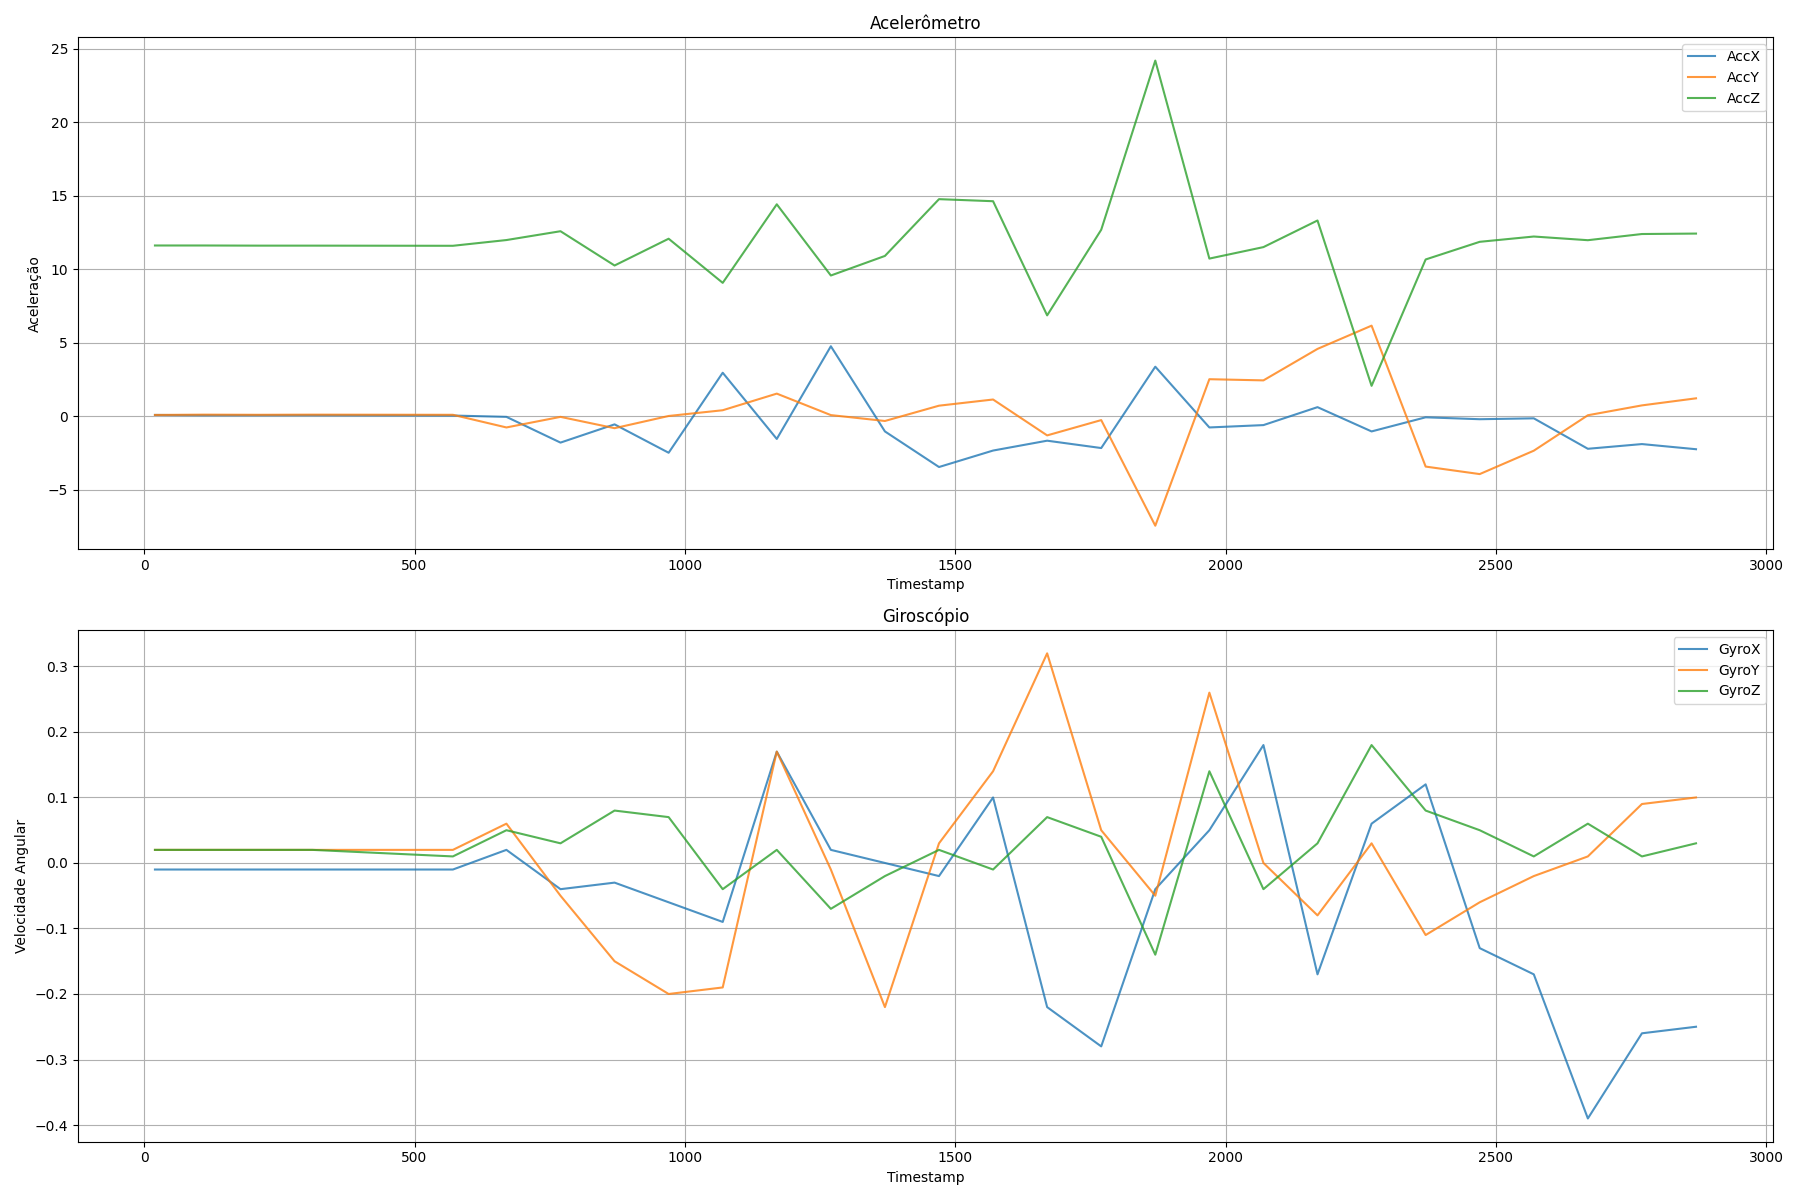 Acelerômetro
AccX
AccY
AccZ
25
20
15
10
5
0
−5
Aceleração
0 500 1000 1500 2000 2500 3000
Timestamp
Giroscópio
GyroX
GyroY
GyroZ
0.3
0.2
0.1
0.0
−0.1
−0.2
−0.3
−0.4
Velocidade Angular
0 500 1000 1500 2000 2500 3000
Timestamp